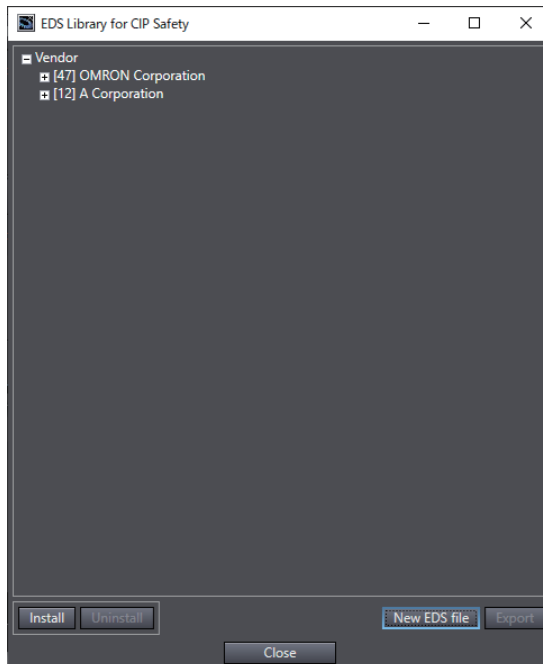 EDS Library for CIP Safety
Vendor
[47] OMRON Corporation
[12] A Corporation
Install Uninstall New EDS file Export
Close